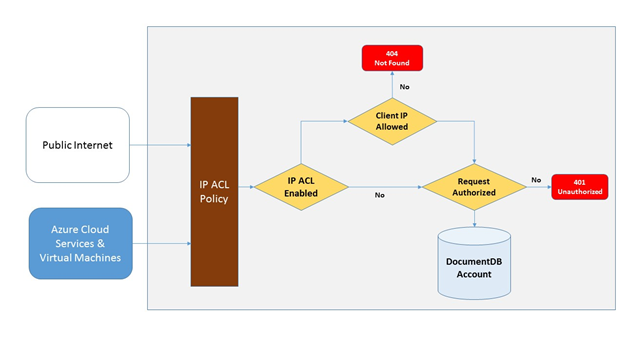 404
Not Found
No
Client IP
Allowed
Public Internet
IP ACL
Policy
IP ACL
Enabled
No
Request
Authorized
No
401
Unauthorized
Azure Cloud
Services &
Virtual Machines
DocumentDB
Account